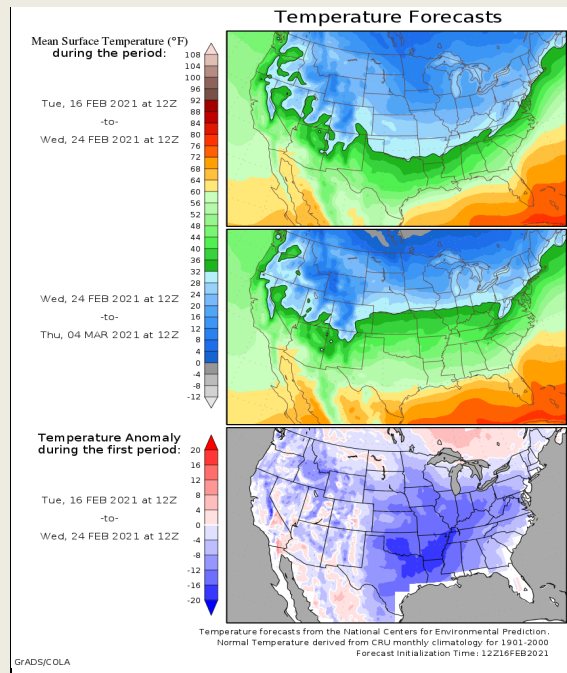 Temperature Forecasts
Mean Surface Temperature (°F)
during the period:
Tue, 16 FEB 2021 at 12Z
-to-
Wed, 24 FEB 2021 at 12Z
108
104
100
96
92
88
84
80
76
72
68
64
60
56
52
48
44
40
36
32
28
24
20
16
12
8
4
0
-4
-8
-12
Wed, 24 FEB 2021 at 12Z
-to-
Thu, 04 MAR 2021 at 12Z
Temperature Anomaly
during the first period:
Tue, 16 FEB 2021 at 12Z
-to-
Wed, 24 FEB 2021 at 12Z
20
16
12
8
4
0
-4
-8
-12
-16
-20
Temperature forecasts from the National Centers for Environmental Prediction.
Normal Temperature derived from CRU monthly climatology for 1901-2000
Forecast Initialization Time: 12Z16FEB2021
GrADS/COLA